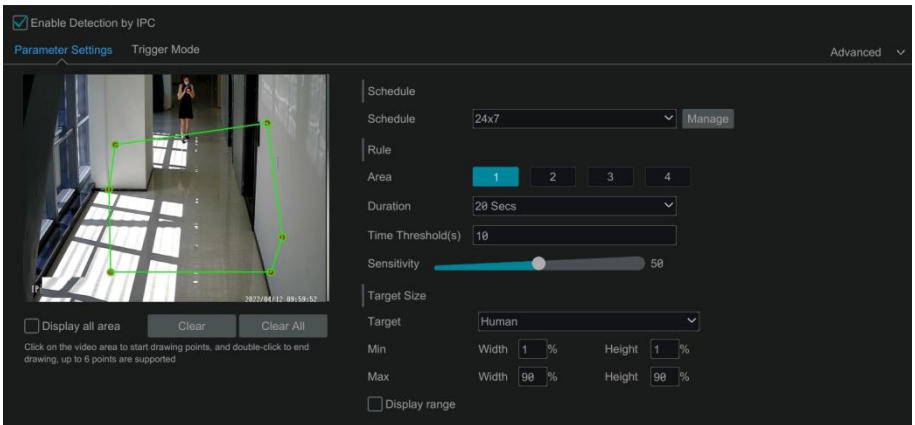 Enable Detection by IPC
Parameter Settings
Trigger Mode
Advanced
Schedule
Schedule
24x7
Manage
Rule
Area
1
2
3
4
Duration
20 Secs
Time Threshold(s)
10
Sensitivity
50
2022/04/12 09:59:52
Display all area
Clear
Clear All
Click on the video area to start drawing points, and double-click to end
drawing, up to 6 points are supported
Target Size
Target
Human
Min
Width 1 %
Height 1 %
Max
Width 90 %
Height 90 %
Display range